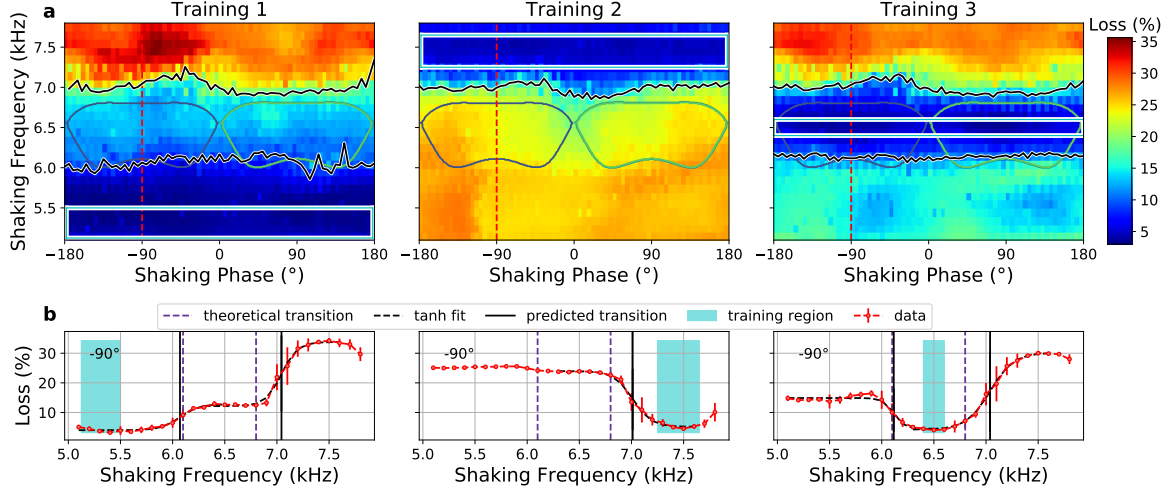 a
Training 1
Training 2
Training 3
Loss (%)
Shaking Frequency (kHz)
7.5
7.0
6.5
6.0
5.5
35
30
25
20
15
10
5
−180 −90 0 90 180
−180 −90 0 90 180
−180 −90 0 90 180
Shaking Phase (°)
Shaking Phase (°)
Shaking Phase (°)
b
theoretical transition
tanh fit
predicted transition
training region
data
Loss (%)
30
20
10
-90°
-90°
-90°
5.0 5.5 6.0 6.5 7.0 7.5
5.0 5.5 6.0 6.5 7.0 7.5
5.0 5.5 6.0 6.5 7.0 7.5
Shaking Frequency (kHz)
Shaking Frequency (kHz)
Shaking Frequency (kHz)